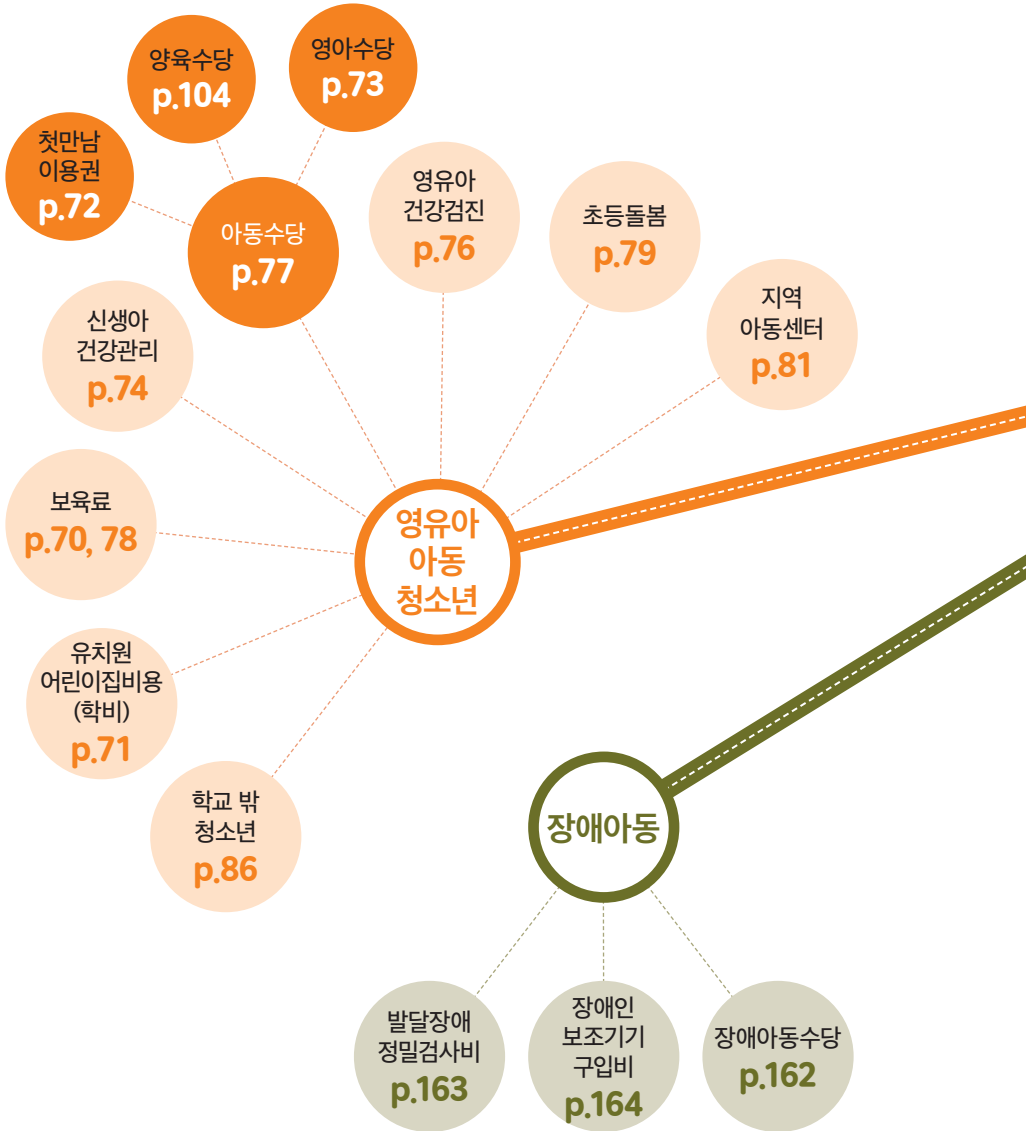 양육수당
p.104
영아수당
p.73
첫만남
이용권
p.72
아동수당
p.77
영유아
건강검진
p.76
초등돌봄
p.79
지역
아동센터
p.81
신생아
건강관리
p.74
보육료
p.70, 78
영유아
아동
청소년
유치원
어린이집비용
(학비)
p.71
학교 밖
청소년
p.86
장애아동
발달장애
정밀검사비
p.163
장애인
보조기기
구입비
p.164
장애아동수당
p.162